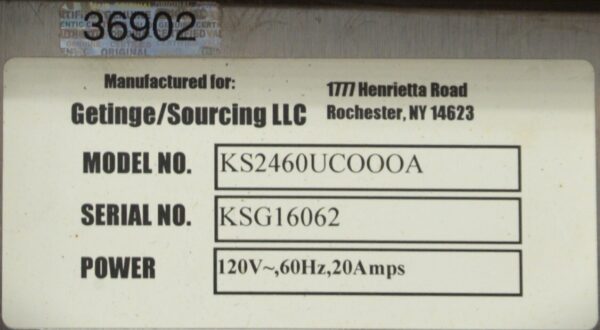 36902
Manufactured for:
Getinge/Sourcing LLC
1777 Henrietta Road
Rochester, NY 14623
MODEL NO. KS2460UCOOOA
SERIAL NO. KSG16062
POWER 120V~,60Hz,20Amps